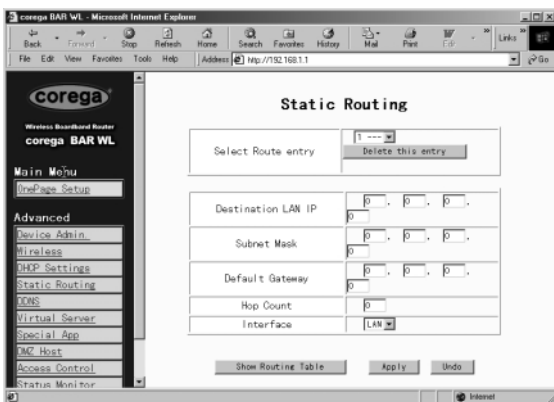 corega BAR WL - Microsoft Internet Explorer
Back Forward Stop Refresh Home Search Favorites History Mail Print Edit » Links »
File Edit View Favorites Tools Help Address http://192.168.1.1 Go
corega
Wireless Boardband Router
corega BAR WL
Main Menu
OnePage Setup
Advanced
Device Admin.
Wireless
DHCP Settings
Static Routing
DDNS
Virtual Server
Special App
DMZ Host
Access Control
Status Monitor
Static Routing
Select Route entry 1 ---
Delete this entry
Destination LAN IP 0 . 0 . 0 .
0
Subnet Mask 0 . 0 . 0 .
0
Default Gateway 0 . 0 . 0 .
0
Hop Count 0
Interface LAN
Show Routing Table Apply Undo
Internet